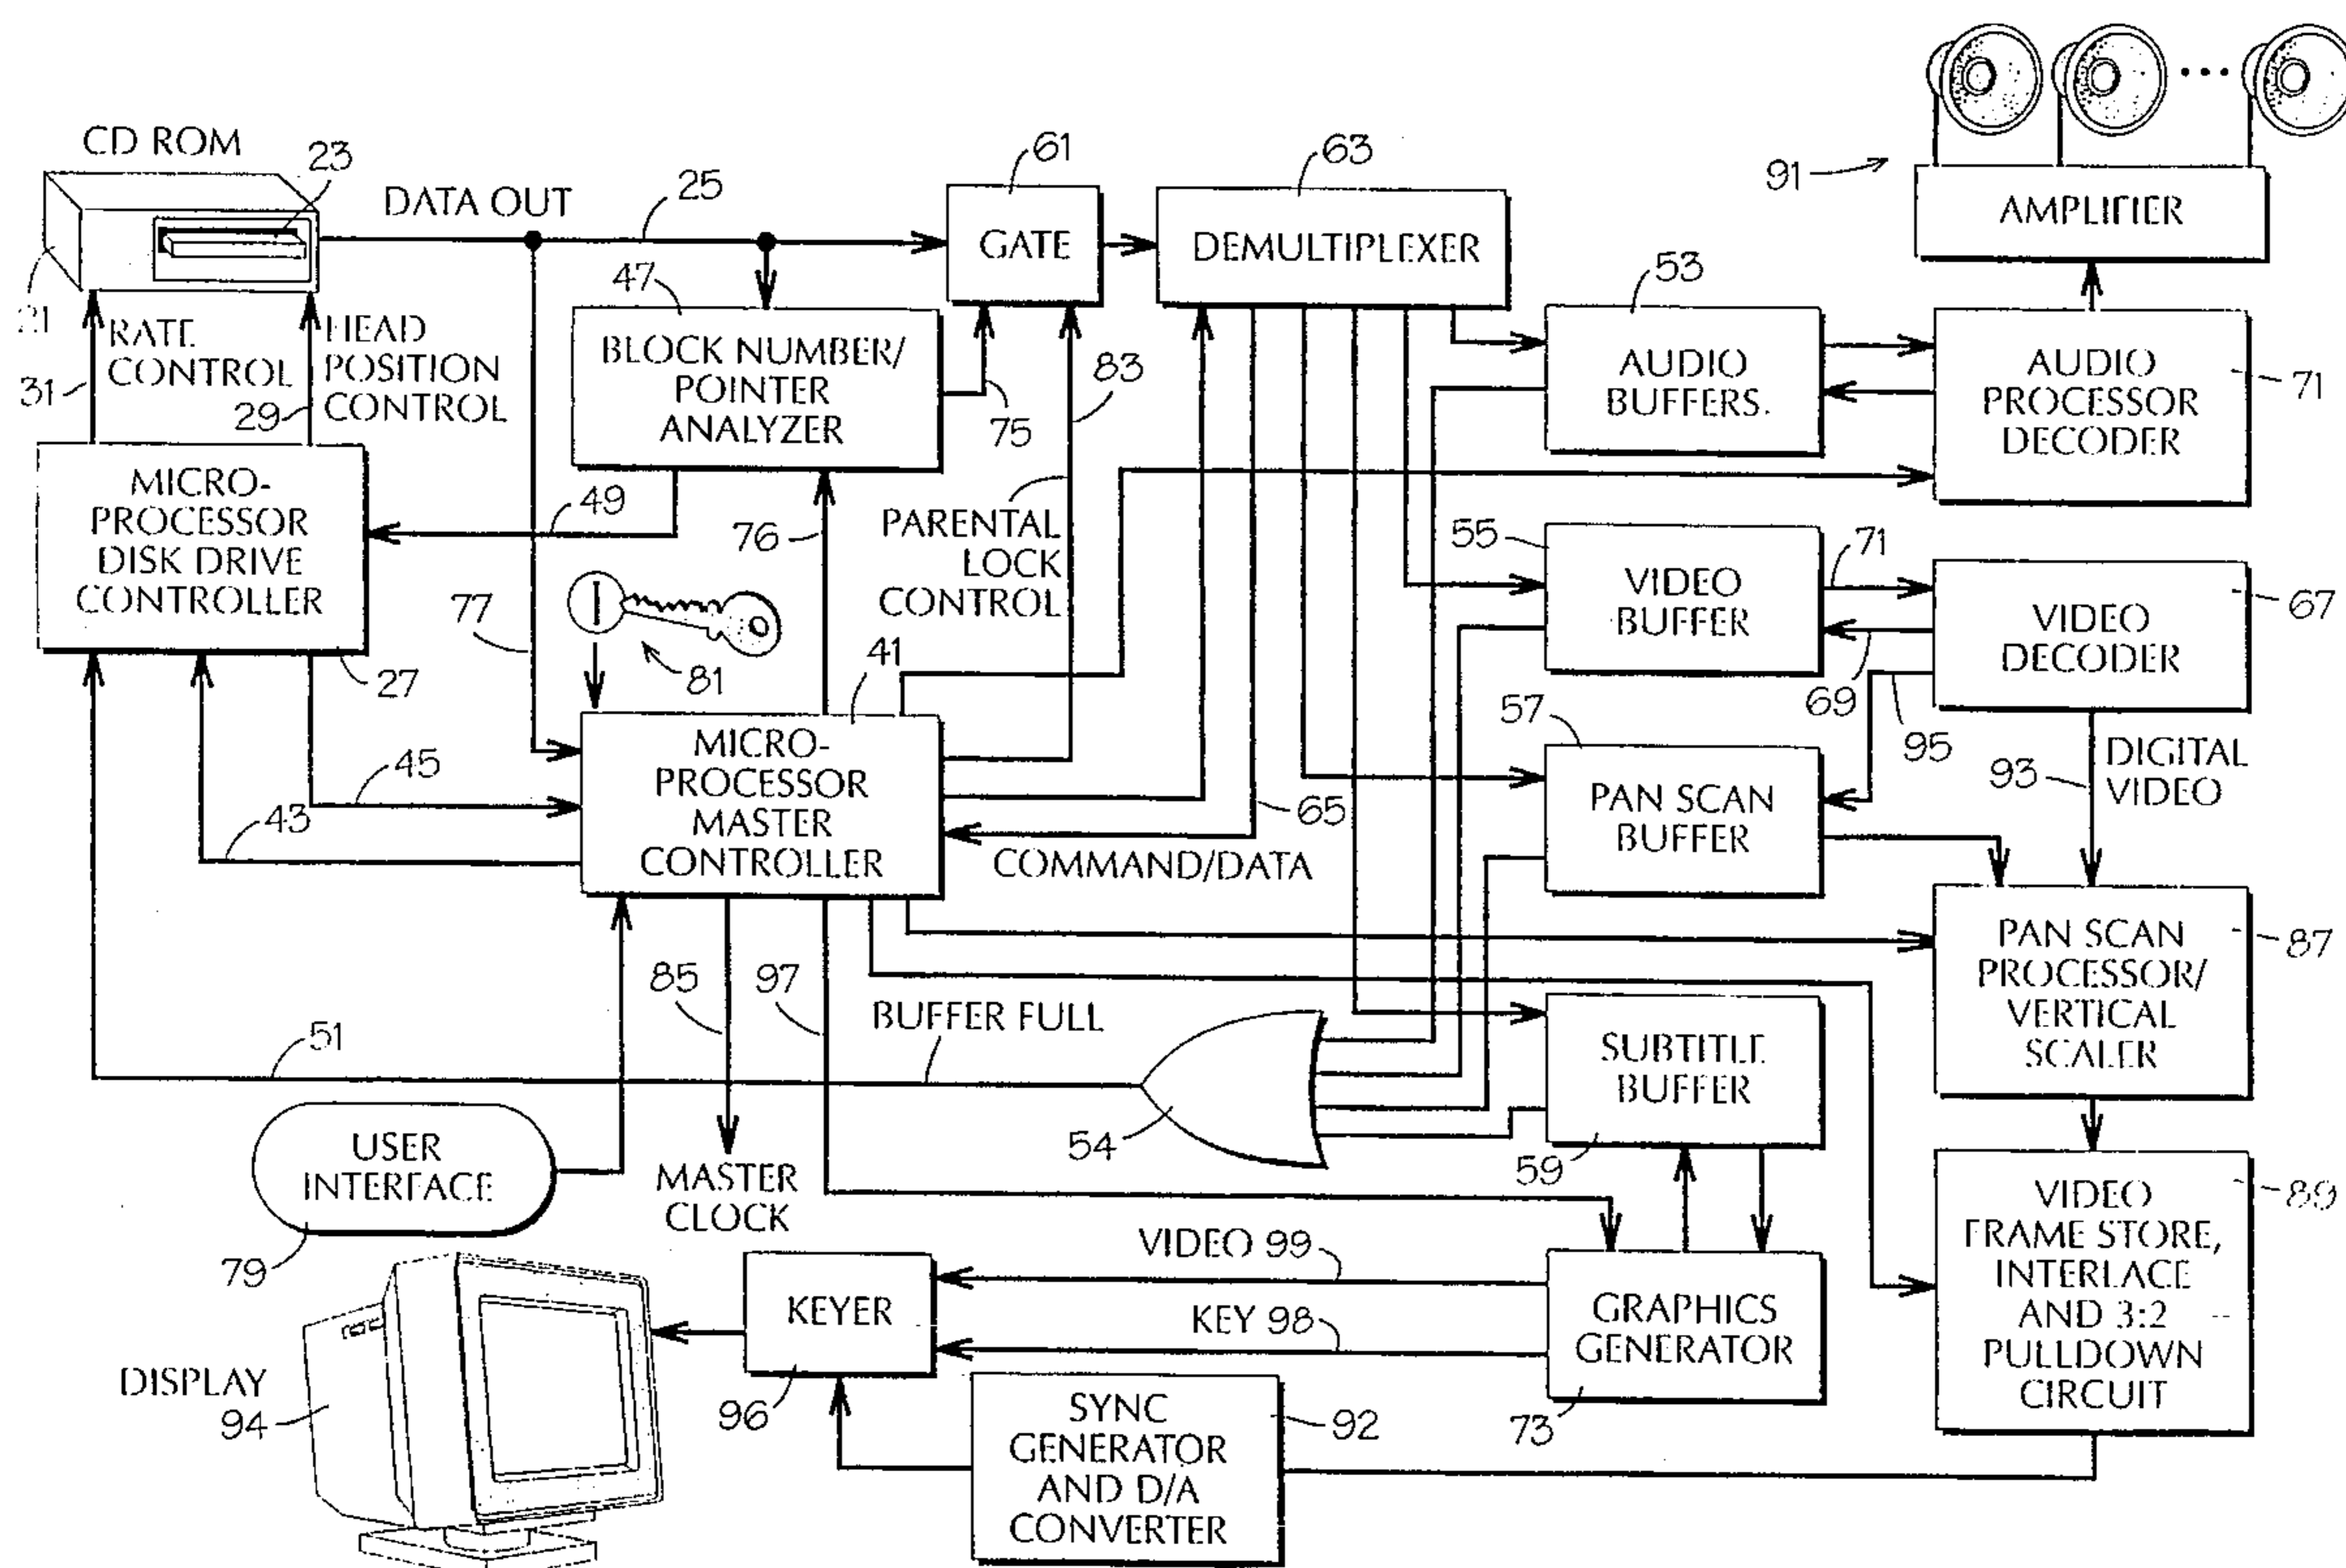 CD ROM
23
21
DATA OUT
25
61
GATE
63
DEMULTIPLEXER
91
AMPLIFIER
RATE
CONTROL
31
HEAD
POSITION
CONTROL
29
47
BLOCK NUMBER/
POINTER
ANALYZER
75
83
53
AUDIO
BUFFERS.
AUDIO
PROCESSOR
DECODER
71
MICRO-
PROCESSOR
DISK DRIVE
CONTROLLER
27
49
76
77
81
PARENTAL
LOCK
CONTROL
55
VIDEO
BUFFER
71
69
VIDEO
DECODER
67
95
93
DIGITAL
VIDEO
41
MICRO-
PROCESSOR
MASTER
CONTROLLER
45
43
65
COMMAND/DATA
57
PAN SCAN
BUFFER
PAN SCAN
PROCESSOR/
VERTICAL
SCALER
87
85
97
BUFFER FULL
51
54
SUBTITLE
BUFFER
59
USER
INTERFACE
79
MASTER
CLOCK
VIDEO
FRAME STORE,
INTERLACE
AND 3:2
PULLDOWN
CIRCUIT
89
VIDEO 99
KEY 98
KEYER
96
GRAPHICS
GENERATOR
73
DISPLAY
94
SYNC
GENERATOR
AND D/A
CONVERTER
92